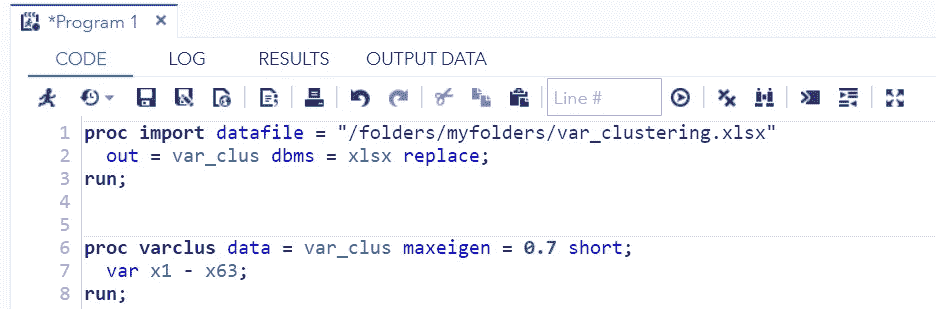 *Program 1 ×
CODE LOG RESULTS OUTPUT DATA
Line #
1 proc import datafile = "/folders/myfolders/var_clustering.xlsx"
2 out = var_clus dbms = xlsx replace;
3 run;
4
5
6 proc varclus data = var_clus maxeigen = 0.7 short;
7 var x1 - x63;
8 run;